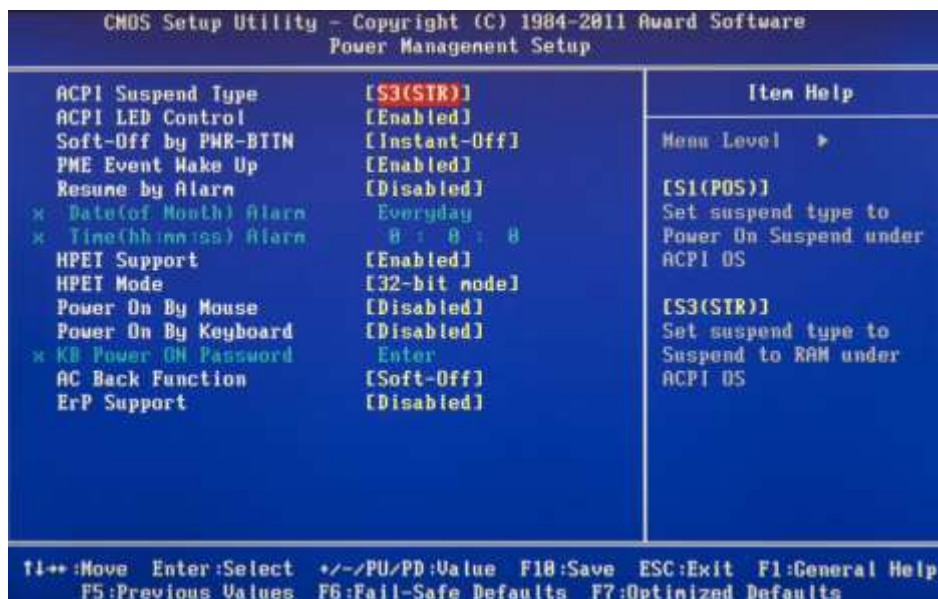 CMOS Setup Utility - Copyright (C) 1984-2011 Award Software
Power Management Setup
ACPI Suspend Type [S3(STR)]
ACPI LED Control [Enabled]
Soft-Off by PWR-BTTN [Instant-Off]
PME Event Wake Up [Enabled]
Resume by Alarm [Disabled]
x Date(of Month) Alarm Everyday
x Time(hh:mm:ss) Alarm 0 : 0 : 0
HPET Support [Enabled]
HPET Mode [32-bit mode]
Power On By Mouse [Disabled]
Power On By Keyboard [Disabled]
x KB Power ON Password Enter
AC Back Function [Soft-Off]
ErP Support [Disabled]
Item Help
Menu Level ▶
[S1(POS)]
Set suspend type to
Power On Suspend under
ACPI OS
[S3(STR)]
Set suspend type to
Suspend to RAM under
ACPI OS
↑↓→←:Move Enter:Select +/-/PU/PD:Value F10:Save ESC:Exit F1:General Help
F5:Previous Values F6:Fail-Safe Defaults F7:Optimized Defaults